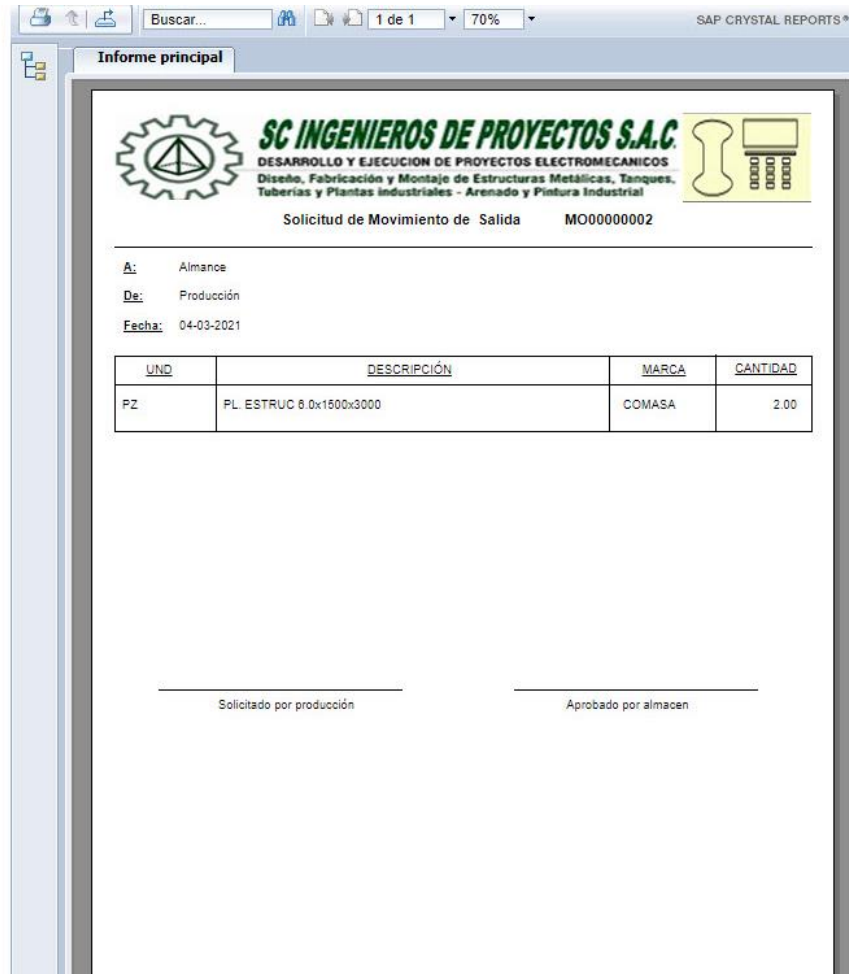 Buscar...
1 de 1
70%
SAP CRYSTAL REPORTS®
Informe principal
SC INGENIEROS DE PROYECTOS S.A.C.
DESARROLLO Y EJECUCION DE PROYECTOS ELECTROMECANICOS
Diseño, Fabricación y Montaje de Estructuras Metálicas, Tanques,
Tuberías y Plantas industriales - Arenado y Pintura Industrial
Solicitud de Movimiento de Salida MO00000002
A: Almance
De: Producción
Fecha: 04-03-2021
UND DESCRIPCIÓN MARCA CANTIDAD
PZ PL. ESTRUC 6.0x1500x3000 COMASA 2.00
Solicitado por producción Aprobado por almacen